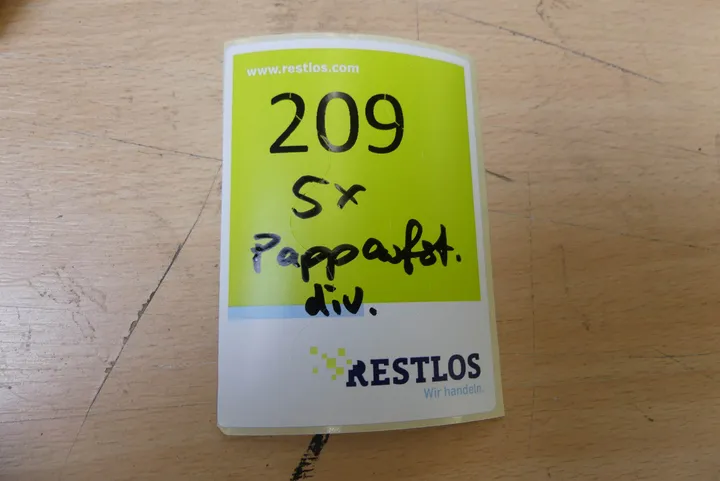 www.restlos.com
209
5x
Pappaufst.
div.
RESTLOS
Wir handeln.